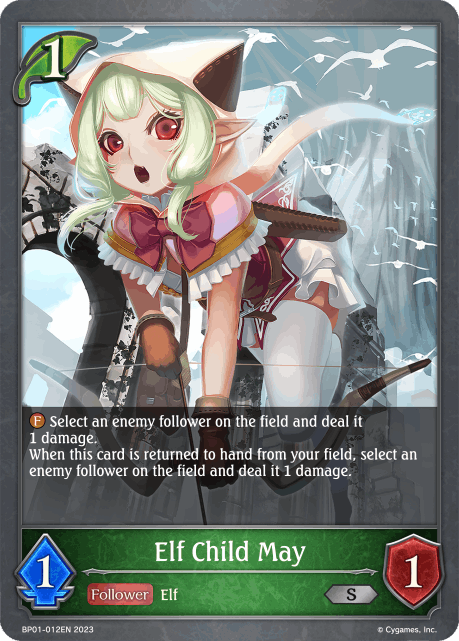 1
F Select an enemy follower on the field and deal it
1 damage.
When this card is returned to hand from your field, select an
enemy follower on the field and deal it 1 damage.
Elf Child May
1
Follower Elf
S
1
BP01-012EN 2023
© Cygames, Inc.